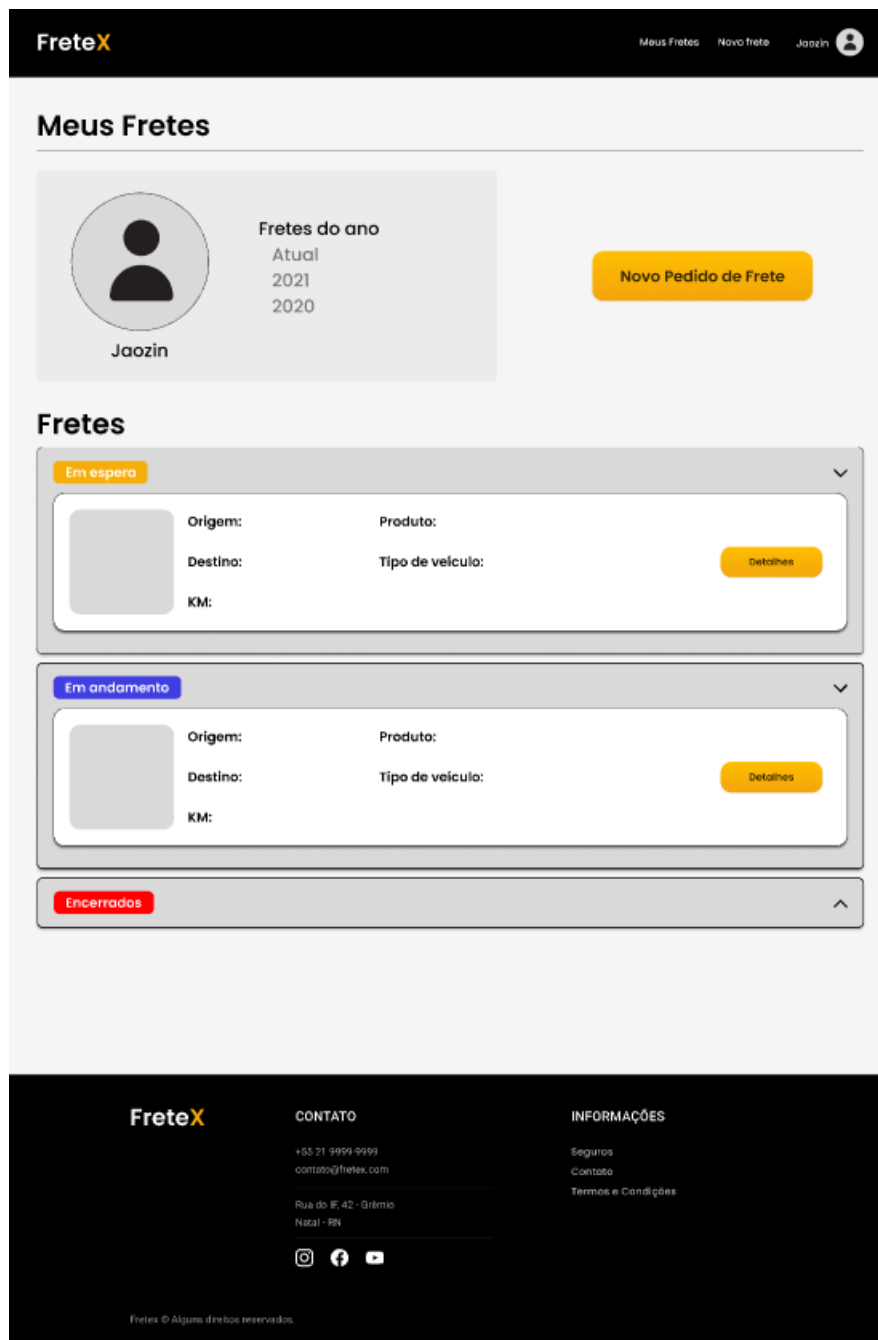 FreteX
Meus Fretes Novo frete Jaozin
Meus Fretes
Fretes do ano
Atual
2021
2020
Jaozin
Novo Pedido de Frete
Fretes
Em espera
Origem: Produto:
Destino: Tipo de veículo: Detalhes
KM:
Em andamento
Origem: Produto:
Destino: Tipo de veículo: Detalhes
KM:
Encerrados
FreteX
CONTATO
+55 21 9999-9999
contato@fretex.com
Rua do IF, 42 - Grêmio
Natal - RN
INFORMAÇÕES
Seguros
Contato
Termos e Condições
Fretex © Alguns direitos reservados.